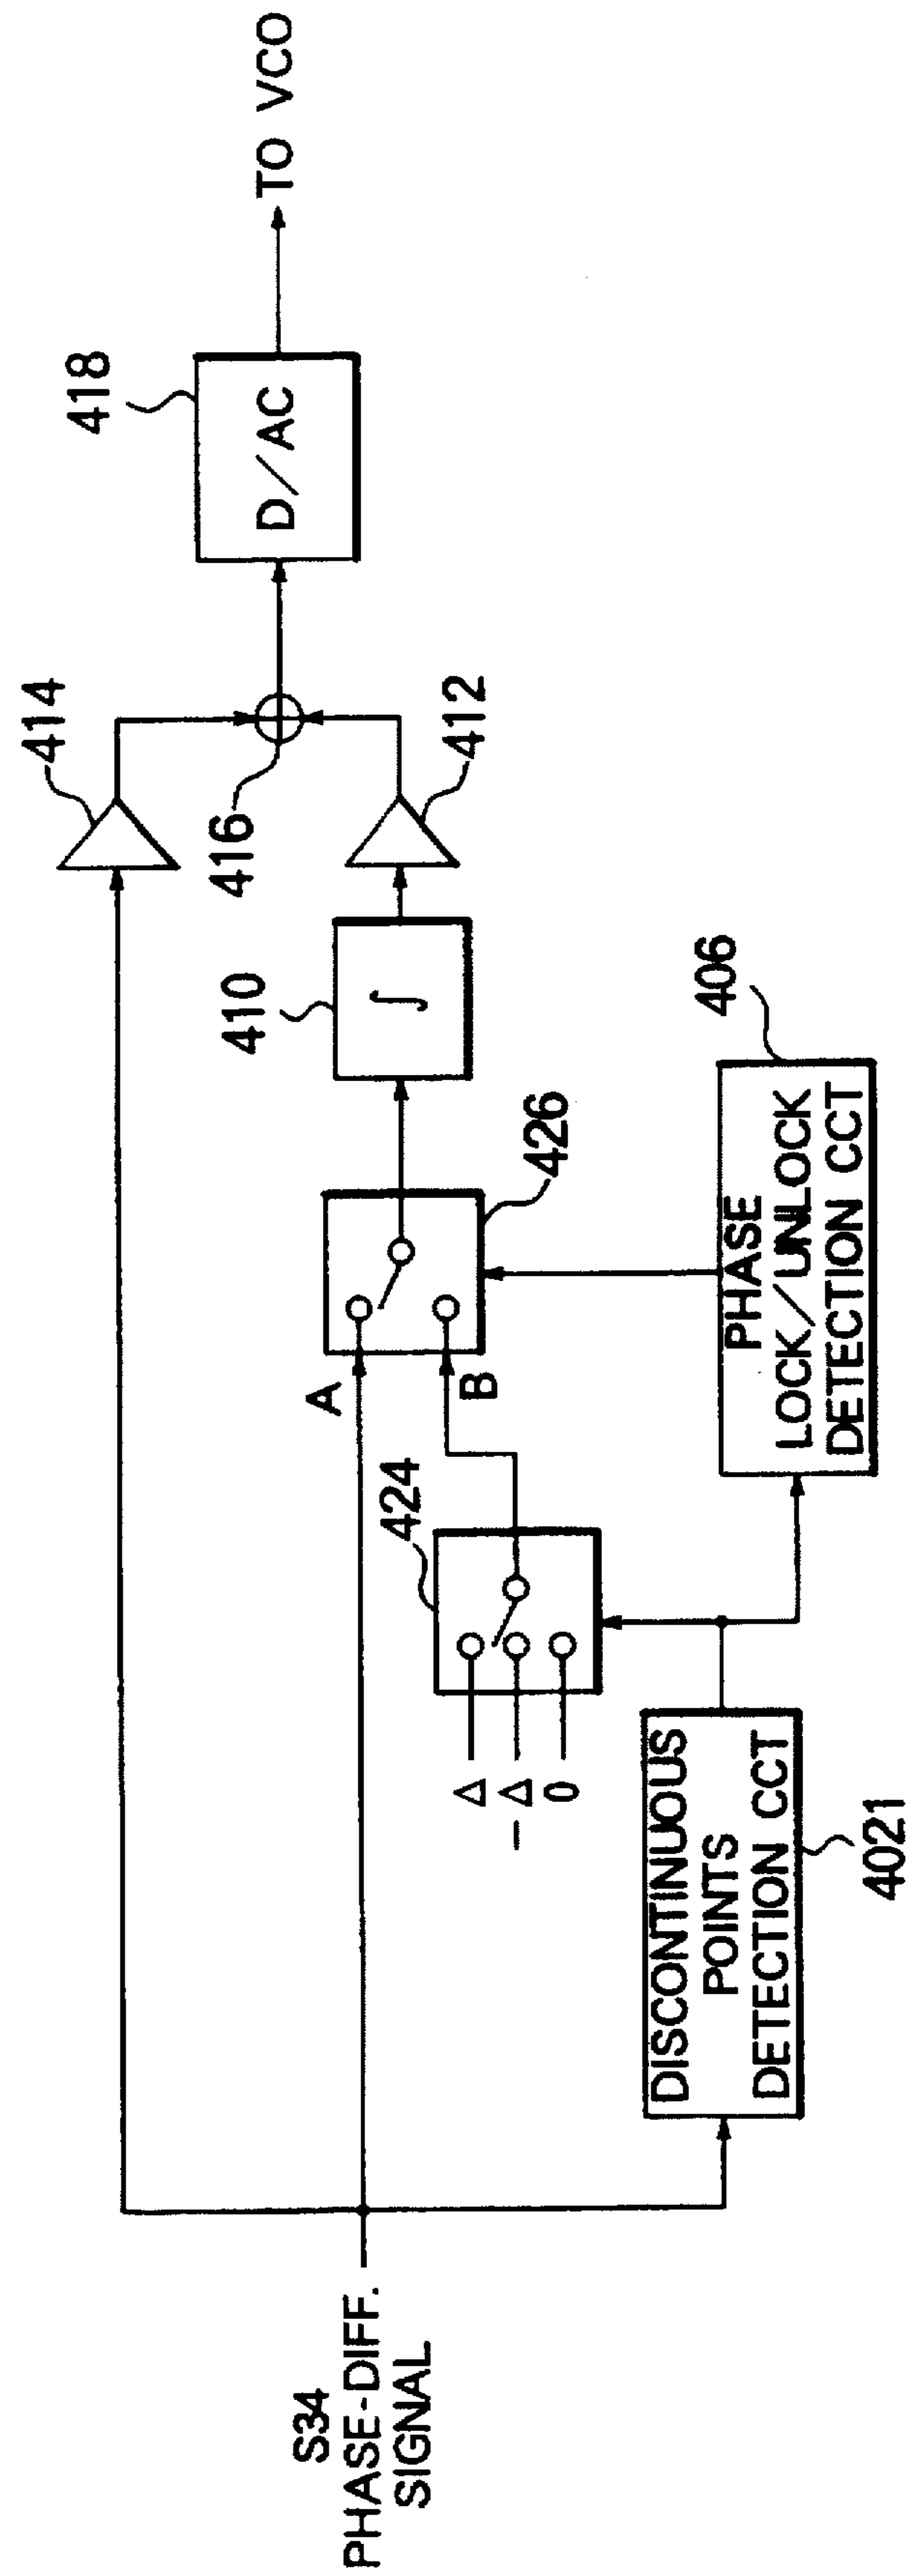 S34
PHASE-DIFF.
SIGNAL
414
416
418
D/AC
TO VCO
410
∫
412
A
B
426
424
Δ
-Δ
0
DISCONTINUOUS
POINTS
DETECTION CCT
4021
PHASE
LOCK/UNLOCK
DETECTION CCT
406